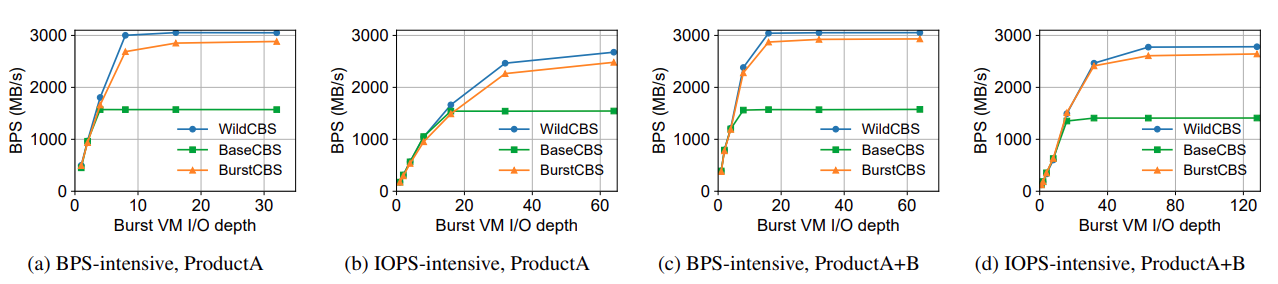 BPS (MB/s)
3000
2000
1000
0
0 10 20 30
Burst VM I/O depth
WildCBS
BaseCBS
BurstCBS
(a) BPS-intensive, ProductA
BPS (MB/s)
3000
2000
1000
0
0 20 40 60
Burst VM I/O depth
WildCBS
BaseCBS
BurstCBS
(b) IOPS-intensive, ProductA
BPS (MB/s)
3000
2000
1000
0
0 20 40 60
Burst VM I/O depth
WildCBS
BaseCBS
BurstCBS
(c) BPS-intensive, ProductA+B
BPS (MB/s)
3000
2000
1000
0
0 40 80 120
Burst VM I/O depth
WildCBS
BaseCBS
BurstCBS
(d) IOPS-intensive, ProductA+B